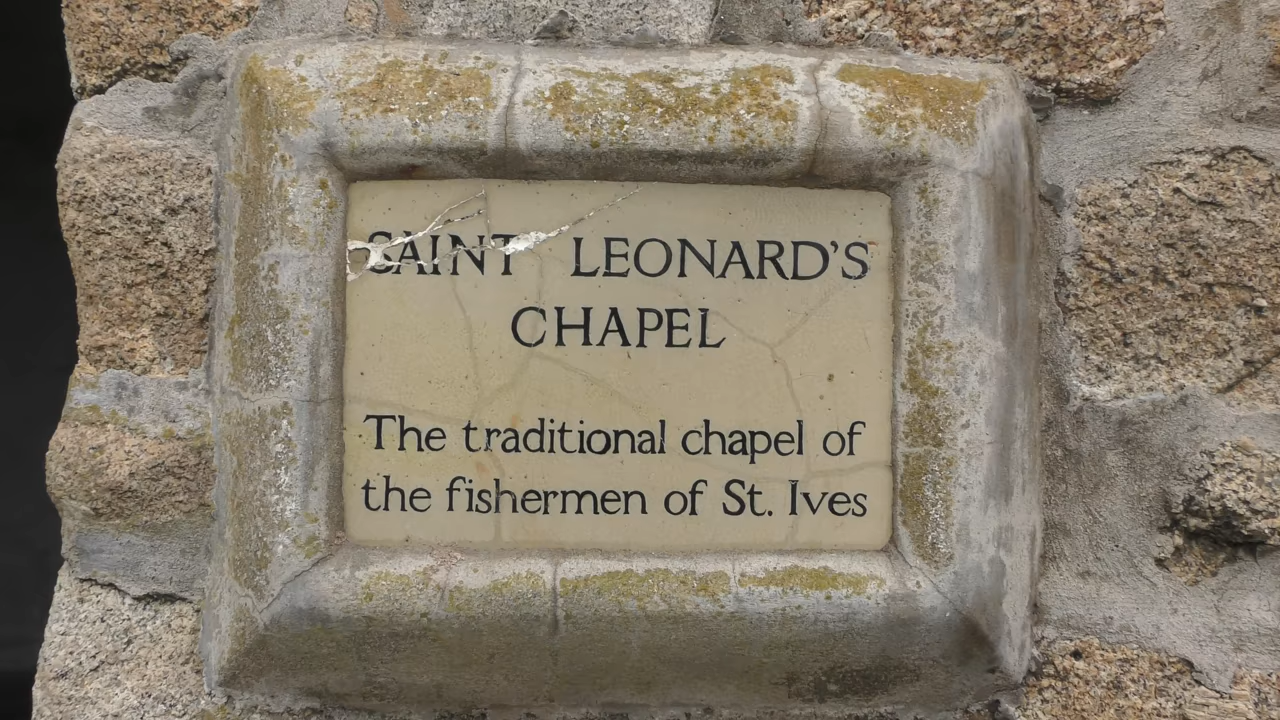 SAINT LEONARD'S
CHAPEL
The traditional chapel of
the fishermen of St. Ives